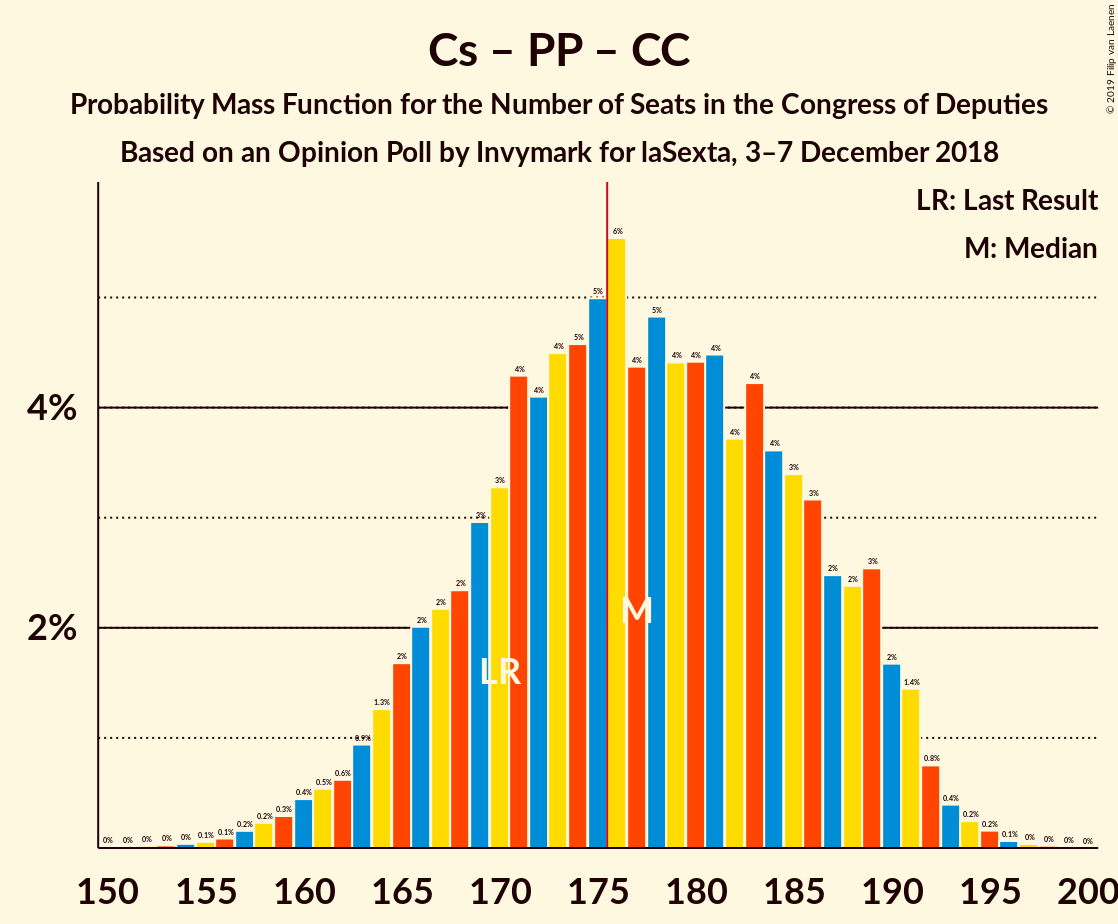 Cs – PP – CC
Probability Mass Function for the Number of Seats in the Congress of Deputies
Based on an Opinion Poll by Invymark for laSexta, 3–7 December 2018
© 2019 Filip van Laenen
LR: Last Result
M: Median
4%
2%
0% 0% 0% 0% 0% 0.1% 0.1% 0.2% 0.2% 0.3% 0.4% 0.5% 0.6% 0.9% 1.3% 2% 2% 2% 2% 3% 3% 4% 4% 4% 5% 5% 6% 4% 5% 4% 4% 4% 4% 4% 4% 3% 3% 2% 2% 3% 2% 1.4% 0.8% 0.4% 0.2% 0.2% 0.1% 0% 0% 0% 0%
M
LR
150 155 160 165 170 175 180 185 190 195 200